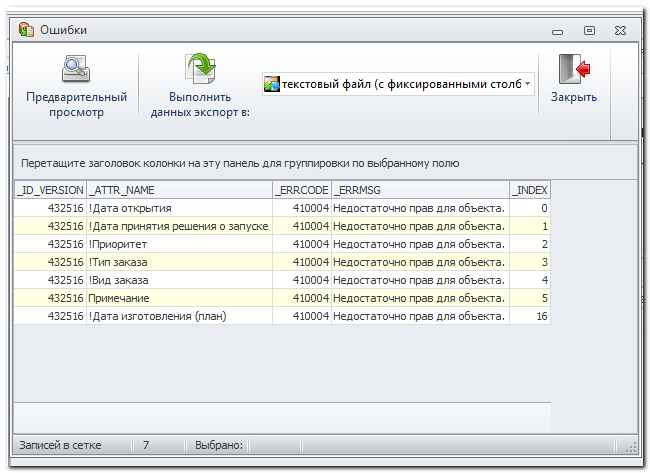 Ошибки
Предварительный
просмотр
Выполнить
данных экспорт в:
текстовый файл (с фиксированными столб
Закрыть
Перетащите заголовок колонки на эту панель для группировки по выбранному полю
_ID_VERSION _ATTR_NAME _ERRCODE _ERRMSG _INDEX
432516 !Дата открытия 410004 Недостаточно прав для объекта. 0
432516 !Дата принятия решения о запуске 410004 Недостаточно прав для объекта. 1
432516 !Приоритет 410004 Недостаточно прав для объекта. 2
432516 !Тип заказа 410004 Недостаточно прав для объекта. 3
432516 !Вид заказа 410004 Недостаточно прав для объекта. 4
432516 Примечание 410004 Недостаточно прав для объекта. 5
432516 !Дата изготовления (план) 410004 Недостаточно прав для объекта. 16
Записей в сетке 7 Выбрано: